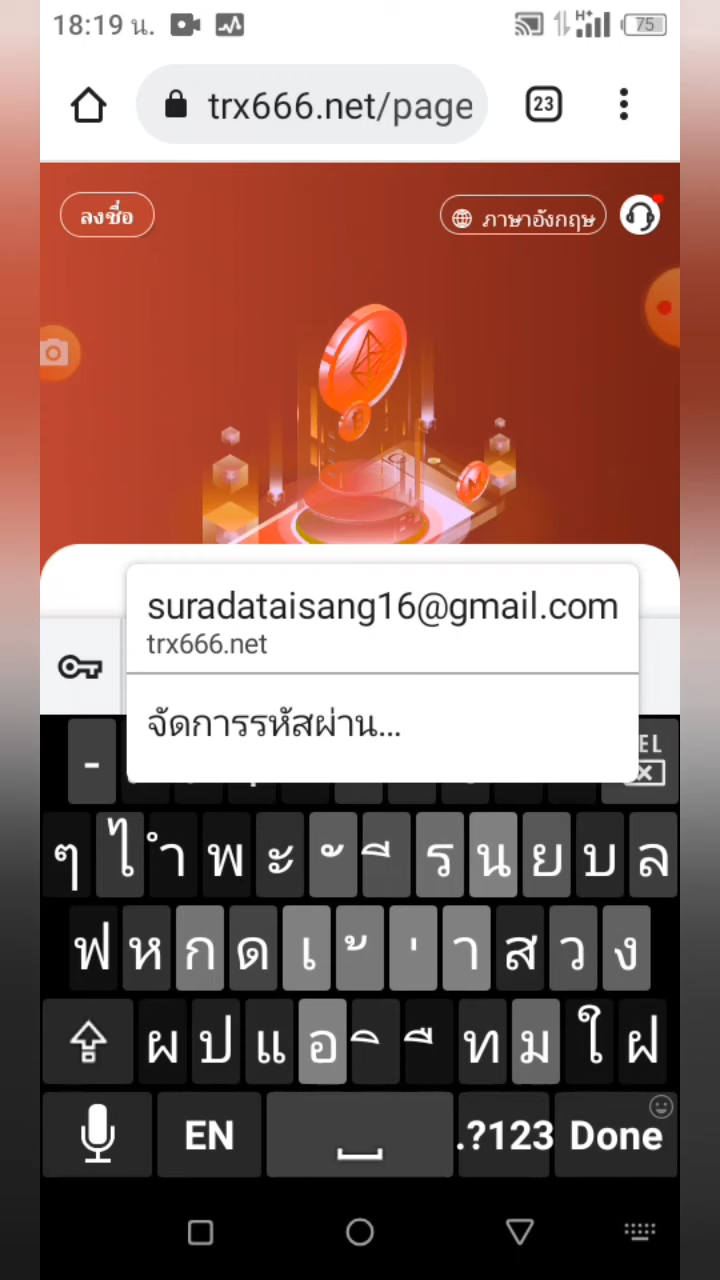 18:19 น.
75
trx666.net/page
23
ลงชื่อ
ภาษาอังกฤษ
suradataisang16@gmail.com
trx666.net
จัดการรหัสผ่าน...
-
ๆ ไ ำ พ ะ ั ี ร น ย บ ล
ฟ ห ก ด เ ้ ่ า ส ว ง
ผ ป แ อ ิ ื ท ม ใ ฝ
EN .?123 Done